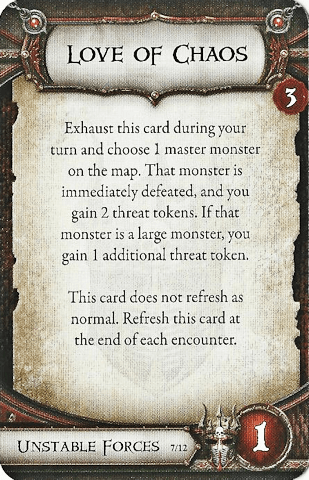 Love of Chaos
3
Exhaust this card during your
turn and choose 1 master monster
on the map. That monster is
immediately defeated, and you
gain 2 threat tokens. If that
monster is a large monster, you
gain 1 additional threat token.
This card does not refresh as
normal. Refresh this card at
the end of each encounter.
Unstable Forces 7/12
1